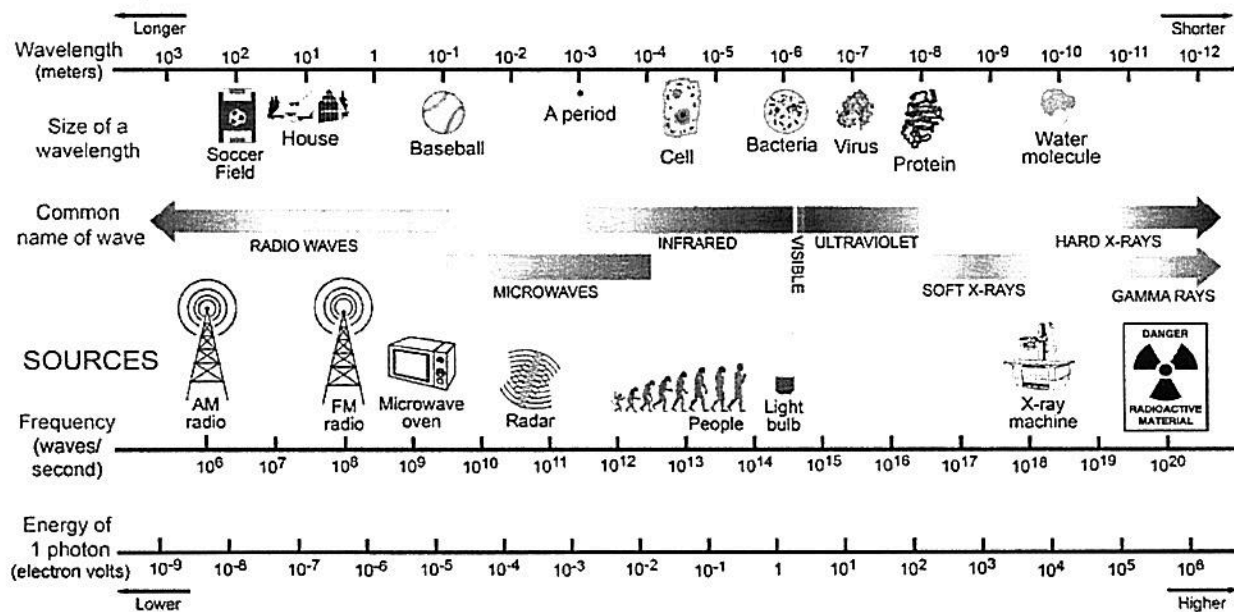 Longer
Shorter
Wavelength
(meters)
10³ 10² 10¹ 1 10⁻¹ 10⁻² 10⁻³ 10⁻⁴ 10⁻⁵ 10⁻⁶ 10⁻⁷ 10⁻⁸ 10⁻⁹ 10⁻¹⁰ 10⁻¹¹ 10⁻¹²
Size of a
wavelength
Soccer
Field
House
Baseball
A period
Cell
Bacteria
Virus
Protein
Water
molecule
Common
name of wave
RADIO WAVES
INFRARED
VISIBLE
ULTRAVIOLET
HARD X-RAYS
MICROWAVES
SOFT X-RAYS
GAMMA RAYS
SOURCES
AM
radio
FM
radio
Microwave
oven
Radar
People
Light
bulb
X-ray
machine
DANGER
RADIOACTIVE
MATERIAL
Frequency
(waves/
second)
10⁶ 10⁷ 10⁸ 10⁹ 10¹⁰ 10¹¹ 10¹² 10¹³ 10¹⁴ 10¹⁵ 10¹⁶ 10¹⁷ 10¹⁸ 10¹⁹ 10²⁰
Energy of
1 photon
(electron volts)
10⁻⁹ 10⁻⁸ 10⁻⁷ 10⁻⁶ 10⁻⁵ 10⁻⁴ 10⁻³ 10⁻² 10⁻¹ 1 10¹ 10² 10³ 10⁴ 10⁵ 10⁶
Lower
Higher